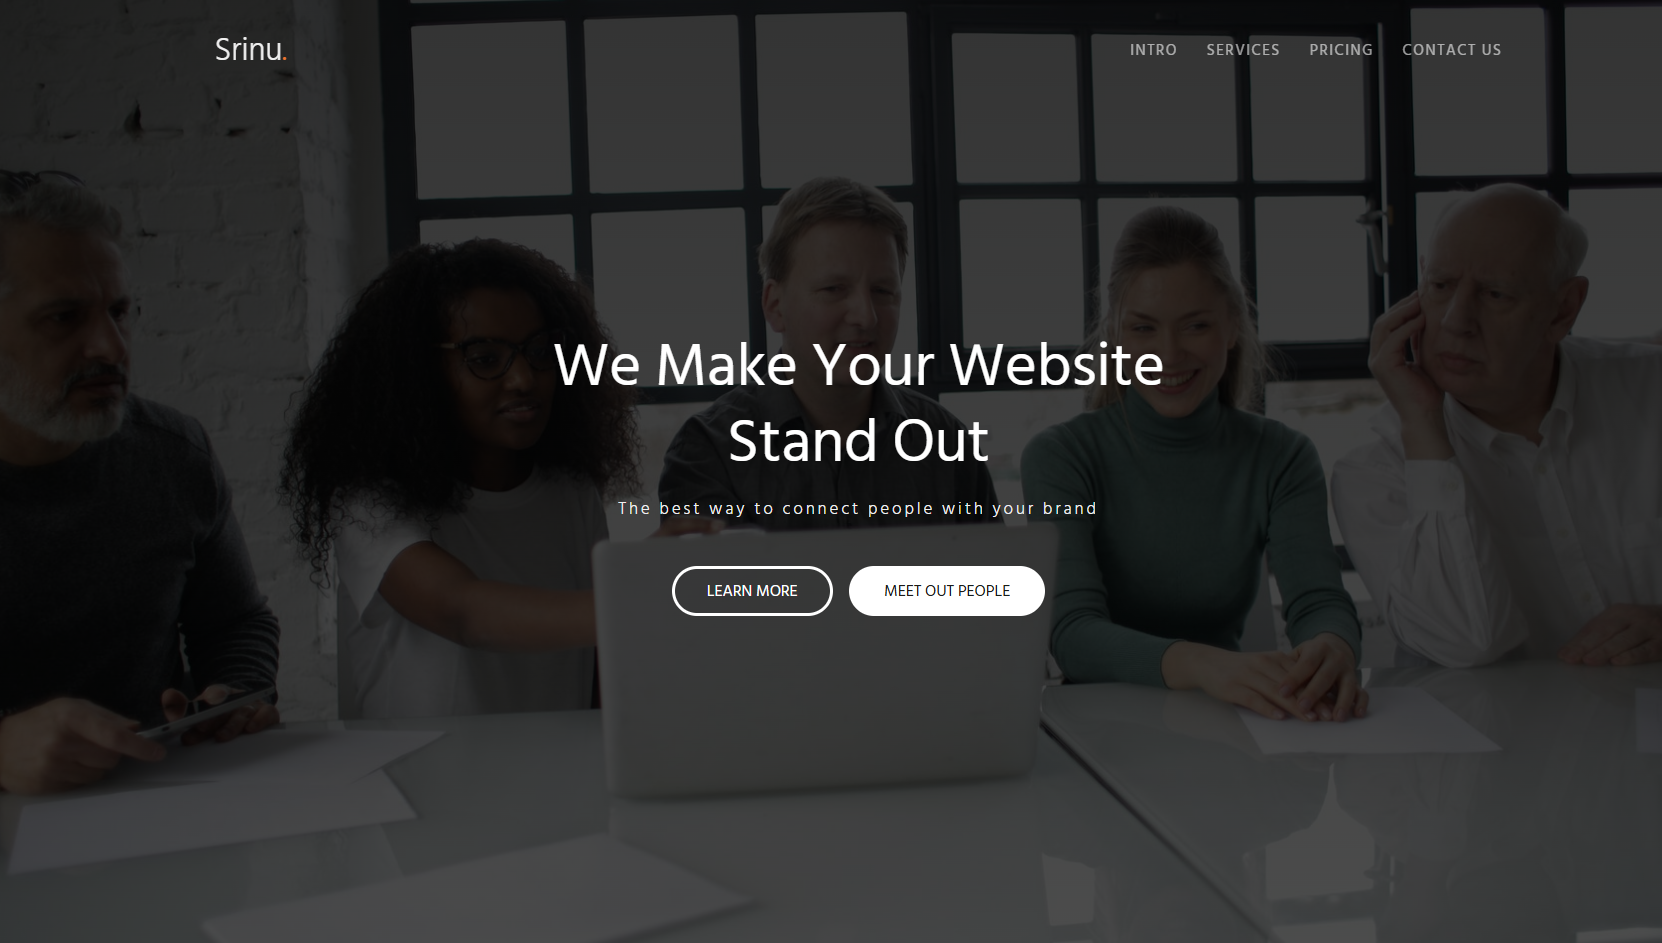 Srinu.
INTRO SERVICES PRICING CONTACT US
We Make Your Website
Stand Out
The best way to connect people with your brand
LEARN MORE MEET OUT PEOPLE